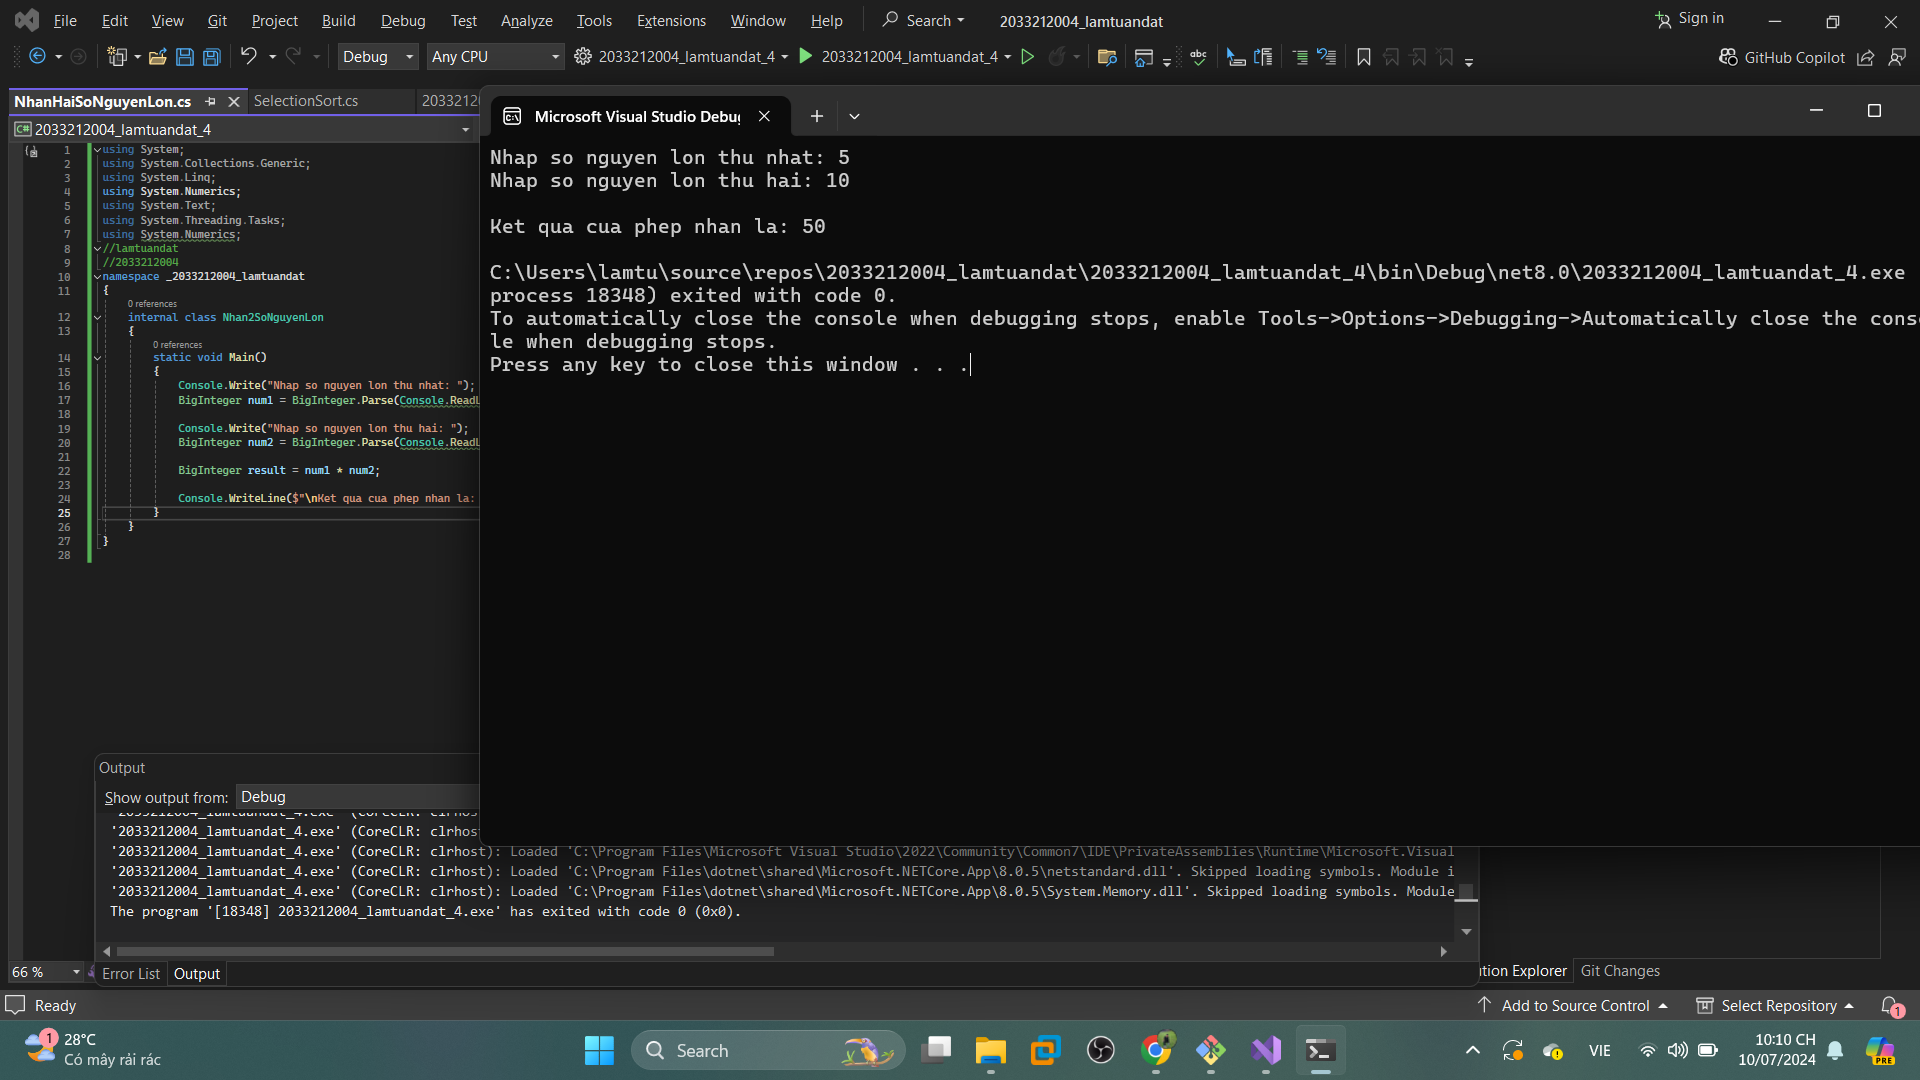 File Edit View Git Project Build Debug Test Analyze Tools Extensions Window Help Search 2033212004_lamtuandat Sign in
Debug Any CPU 2033212004_lamtuandat_4 2033212004_lamtuandat_4 GitHub Copilot
NhanHaiSoNguyenLon.cs SelectionSort.cs 2033212
2033212004_lamtuandat_4
1 using System;
2 using System.Collections.Generic;
3 using System.Linq;
4 using System.Numerics;
5 using System.Text;
6 using System.Threading.Tasks;
7 using System.Numerics;
8 //lamtuandat
9 //2033212004
10 namespace _2033212004_lamtuandat
11 {
0 references
12 internal class Nhan2SoNguyenLon
13 {
0 references
14 static void Main()
15 {
16 Console.Write("Nhap so nguyen lon thu nhat: ");
17 BigInteger num1 = BigInteger.Parse(Console.ReadL
18
19 Console.Write("Nhap so nguyen lon thu hai: ");
20 BigInteger num2 = BigInteger.Parse(Console.ReadL
21
22 BigInteger result = num1 * num2;
23
24 Console.WriteLine($"\nKet qua cua phep nhan la:
25 }
26 }
27 }
28
Microsoft Visual Studio Debu
Nhap so nguyen lon thu nhat: 5
Nhap so nguyen lon thu hai: 10
Ket qua cua phep nhan la: 50
C:\Users\lamtu\source\repos\2033212004_lamtuandat\2033212004_lamtuandat_4\bin\Debug\net8.0\2033212004_lamtuandat_4.exe
process 18348) exited with code 0.
To automatically close the console when debugging stops, enable Tools->Options->Debugging->Automatically close the cons
le when debugging stops.
Press any key to close this window . . .
Output
Show output from: Debug
'2033212004_lamtuandat_4.exe' (CoreCLR: clrhost
'2033212004_lamtuandat_4.exe' (CoreCLR: clrhost
'2033212004_lamtuandat_4.exe' (CoreCLR: clrhost): Loaded 'C:\Program Files\Microsoft Visual Studio\2022\Community\Common7\IDE\PrivateAssemblies\Runtime\Microsoft.Visual
'2033212004_lamtuandat_4.exe' (CoreCLR: clrhost): Loaded 'C:\Program Files\dotnet\shared\Microsoft.NETCore.App\8.0.5\netstandard.dll'. Skipped loading symbols. Module i
'2033212004_lamtuandat_4.exe' (CoreCLR: clrhost): Loaded 'C:\Program Files\dotnet\shared\Microsoft.NETCore.App\8.0.5\System.Memory.dll'. Skipped loading symbols. Module
The program '[18348] 2033212004_lamtuandat_4.exe' has exited with code 0 (0x0).
66 % Error List Output tion Explorer Git Changes
Ready Add to Source Control Select Repository 1
1 28°C
Có mây rải rác
Search
VIE
10:10 CH
10/07/2024
PRE